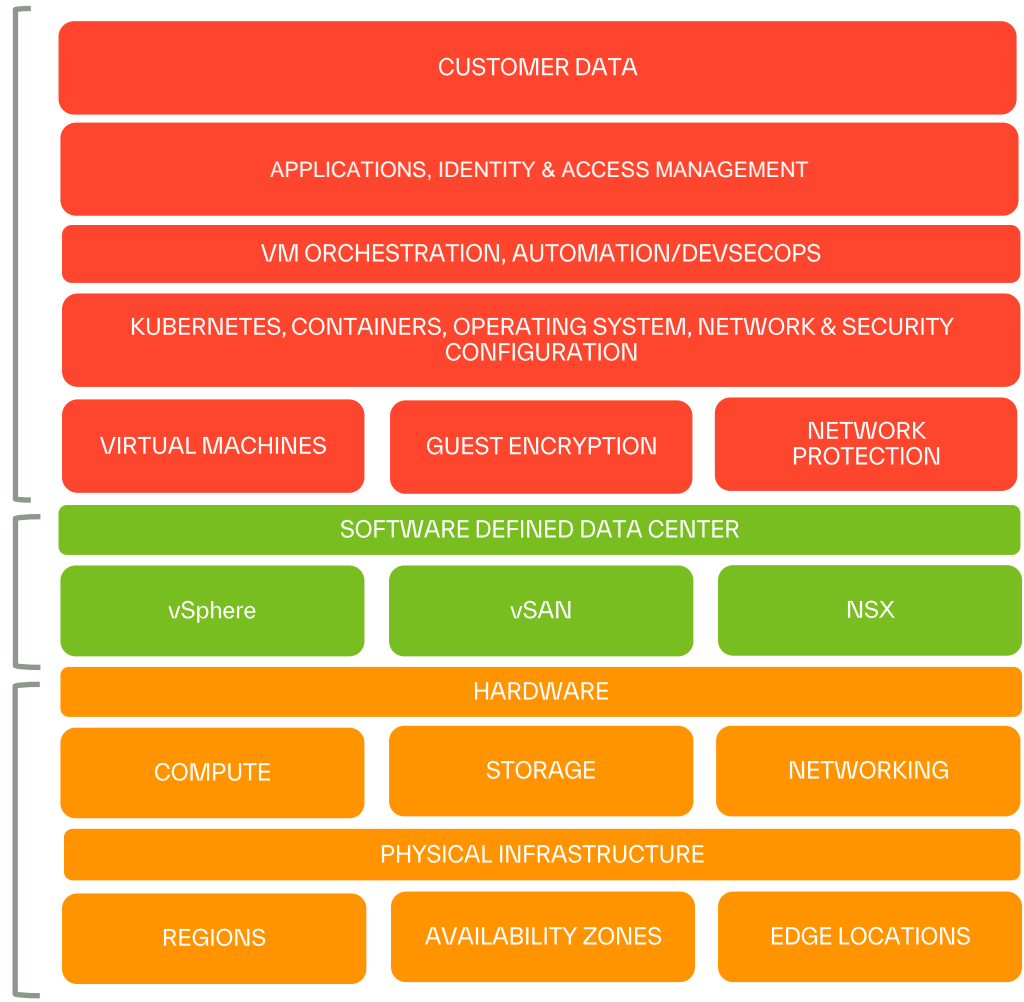 CUSTOMER DATA
APPLICATIONS, IDENTITY & ACCESS MANAGEMENT
VM ORCHESTRATION, AUTOMATION/DEVSECOPS
KUBERNETES, CONTAINERS, OPERATING SYSTEM, NETWORK & SECURITY
CONFIGURATION
VIRTUAL MACHINES
GUEST ENCRYPTION
NETWORK
PROTECTION
SOFTWARE DEFINED DATA CENTER
vSphere
vSAN
NSX
HARDWARE
COMPUTE
STORAGE
NETWORKING
PHYSICAL INFRASTRUCTURE
REGIONS
AVAILABILITY ZONES
EDGE LOCATIONS